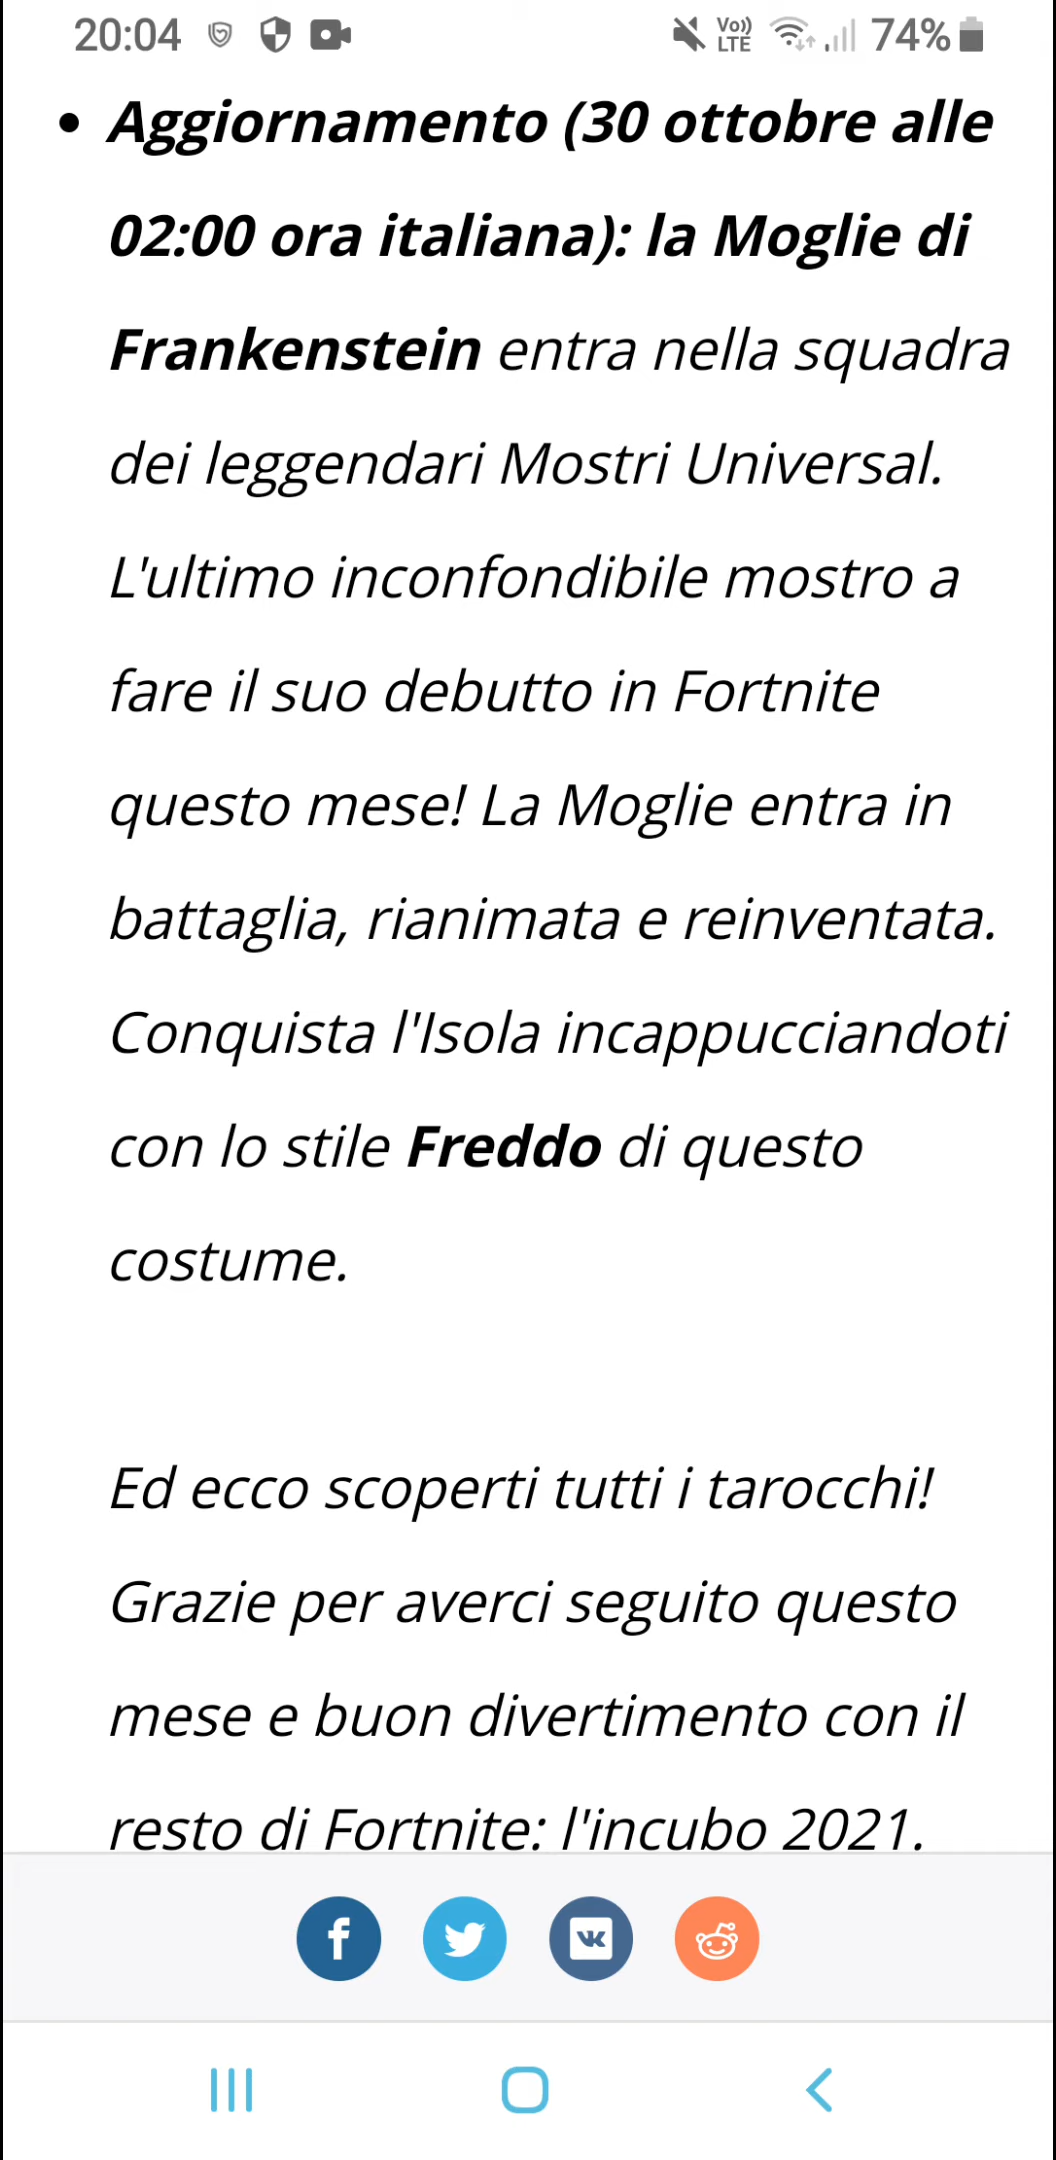 20:04 Vo)) LTE 74%
• Aggiornamento (30 ottobre alle
02:00 ora italiana): la Moglie di
Frankenstein entra nella squadra
dei leggendari Mostri Universal.
L'ultimo inconfondibile mostro a
fare il suo debutto in Fortnite
questo mese! La Moglie entra in
battaglia, rianimata e reinventata.
Conquista l'Isola incappucciandoti
con lo stile Freddo di questo
costume.
Ed ecco scoperti tutti i tarocchi!
Grazie per averci seguito questo
mese e buon divertimento con il
resto di Fortnite: l'incubo 2021.